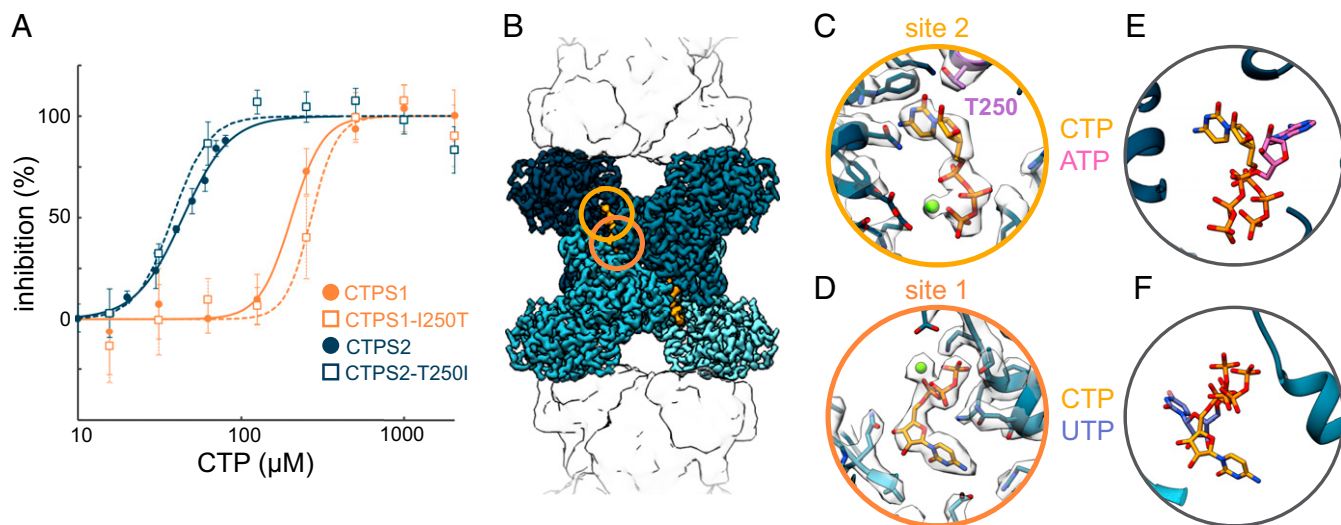 A
B
C
site 2
E
inhibition (%)
100
50
0
10
100
1000
CTP (µM)
CTPS1
CTPS1-I250T
CTPS2
CTPS2-T250I
T250
CTP
ATP
D
site 1
F
CTP
UTP